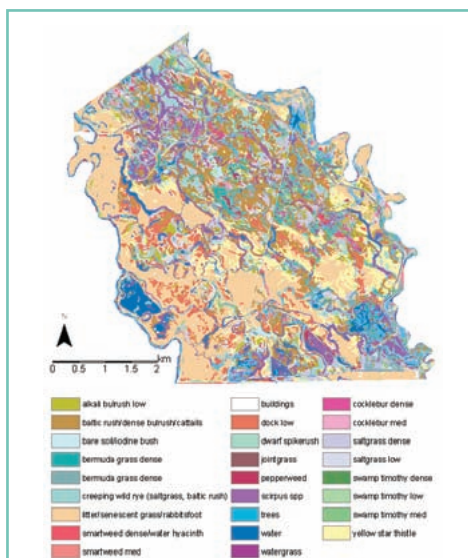 N
km
0 0.5 1 1.5 2
alkali bulrush low
baltic rush/dense bulrush/cattails
bare soil/iodine bush
bermuda grass dense
bermuda grass dense
creeping wild rye (saltgrass, baltic rush)
litter/senescent grass/rabbitsfoot
smartweed dense/water hyacinth
smartweed med
buildings
dock low
dwarf spikerush
jointgrass
pepperweed
scirpus spp
trees
water
watergrass
cocklebur dense
cocklebur med
saltgrass dense
saltgrass low
swamp timothy dense
swamp timothy low
swamp timothy med
yellow star thistle